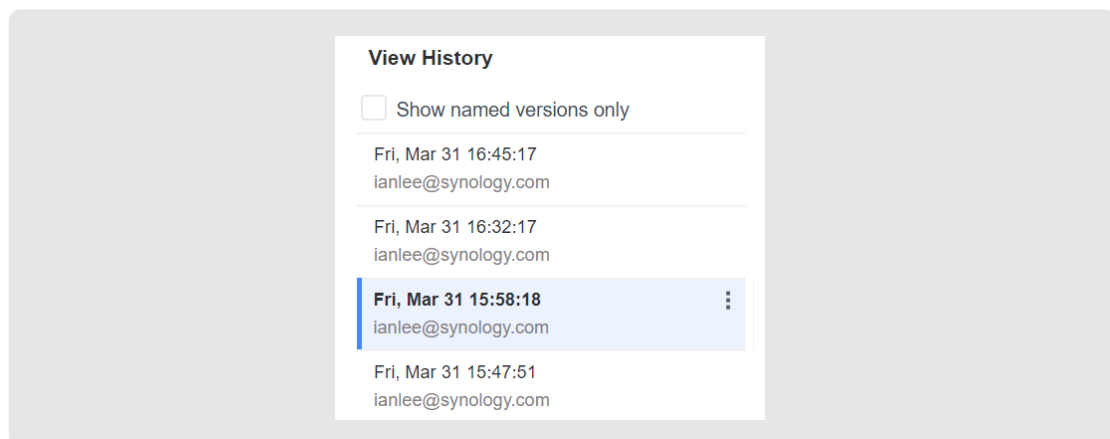 View History
Show named versions only
Fri, Mar 31 16:45:17
ianlee@synology.com
Fri, Mar 31 16:32:17
ianlee@synology.com
Fri, Mar 31 15:58:18
ianlee@synology.com
Fri, Mar 31 15:47:51
ianlee@synology.com